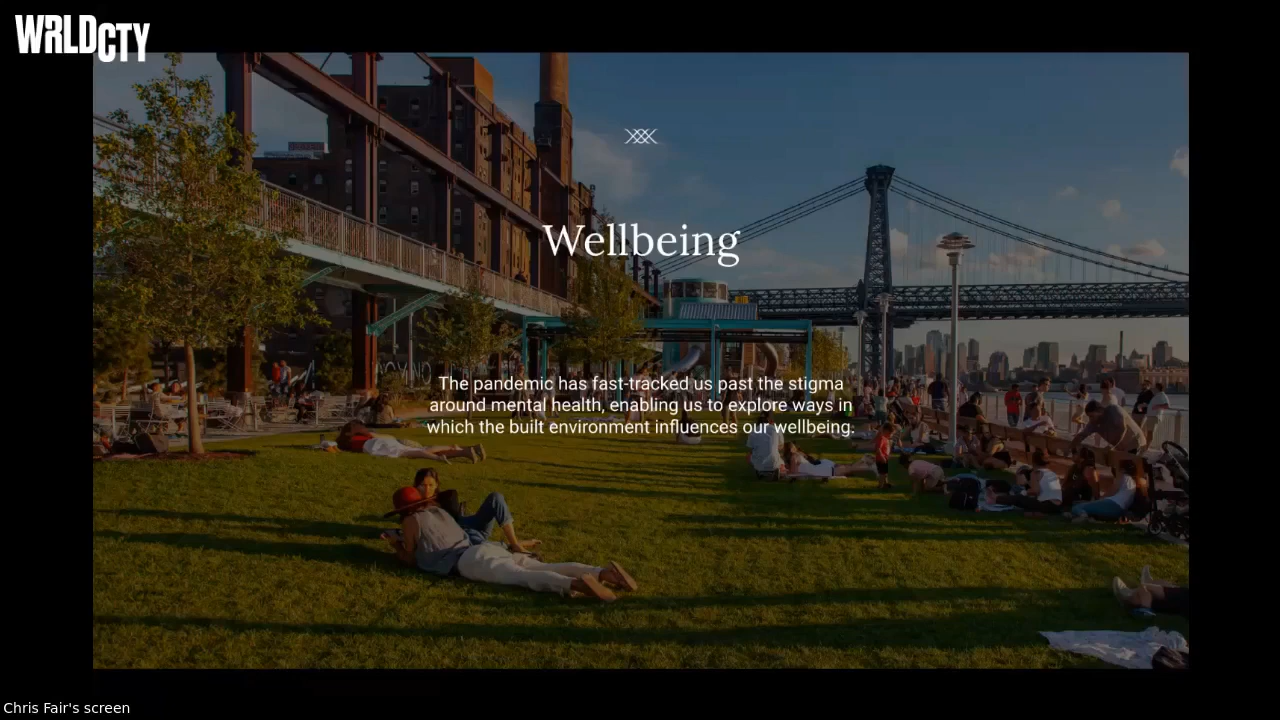 WRLDCTY
Wellbeing
The pandemic has fast-tracked us past the stigma
around mental health, enabling us to explore ways in
which the built environment influences our wellbeing.
Chris Fair's screen